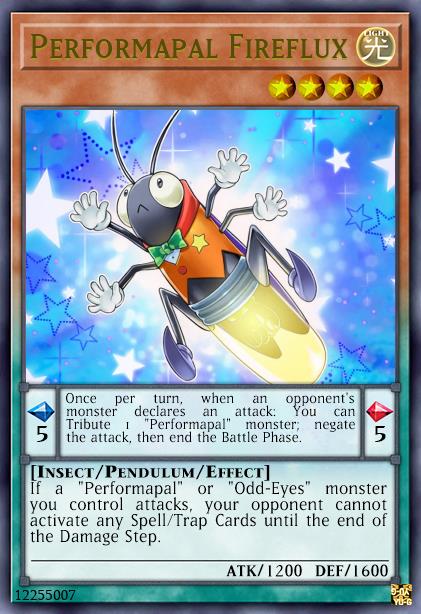 PERFORMAPAL FIREFLUX
LIGHT
光
Once per turn, when an opponent's
monster declares an attack: You can
Tribute 1 "Performapal" monster; negate
the attack, then end the Battle Phase.
5
5
[INSECT/PENDULUM/EFFECT]
If a "Performapal" or "Odd-Eyes" monster
you control attacks, your opponent cannot
activate any Spell/Trap Cards until the end of
the Damage Step.
ATK/1200 DEF/1600
12255007